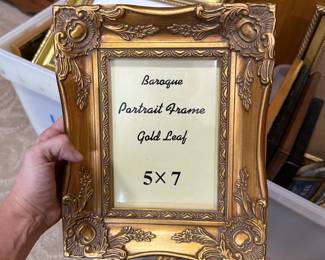 Baroque
Portrait Frame
Gold Leaf
5×7